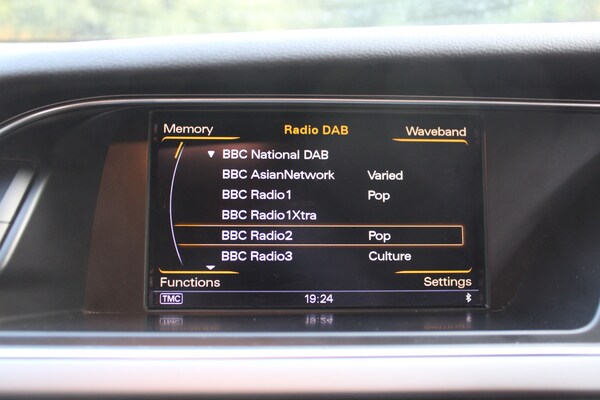 Memory Radio DAB Waveband
BBC National DAB
BBC AsianNetwork Varied
BBC Radio1 Pop
BBC Radio1Xtra
BBC Radio2 Pop
BBC Radio3 Culture
Functions Settings
TMC 19:24